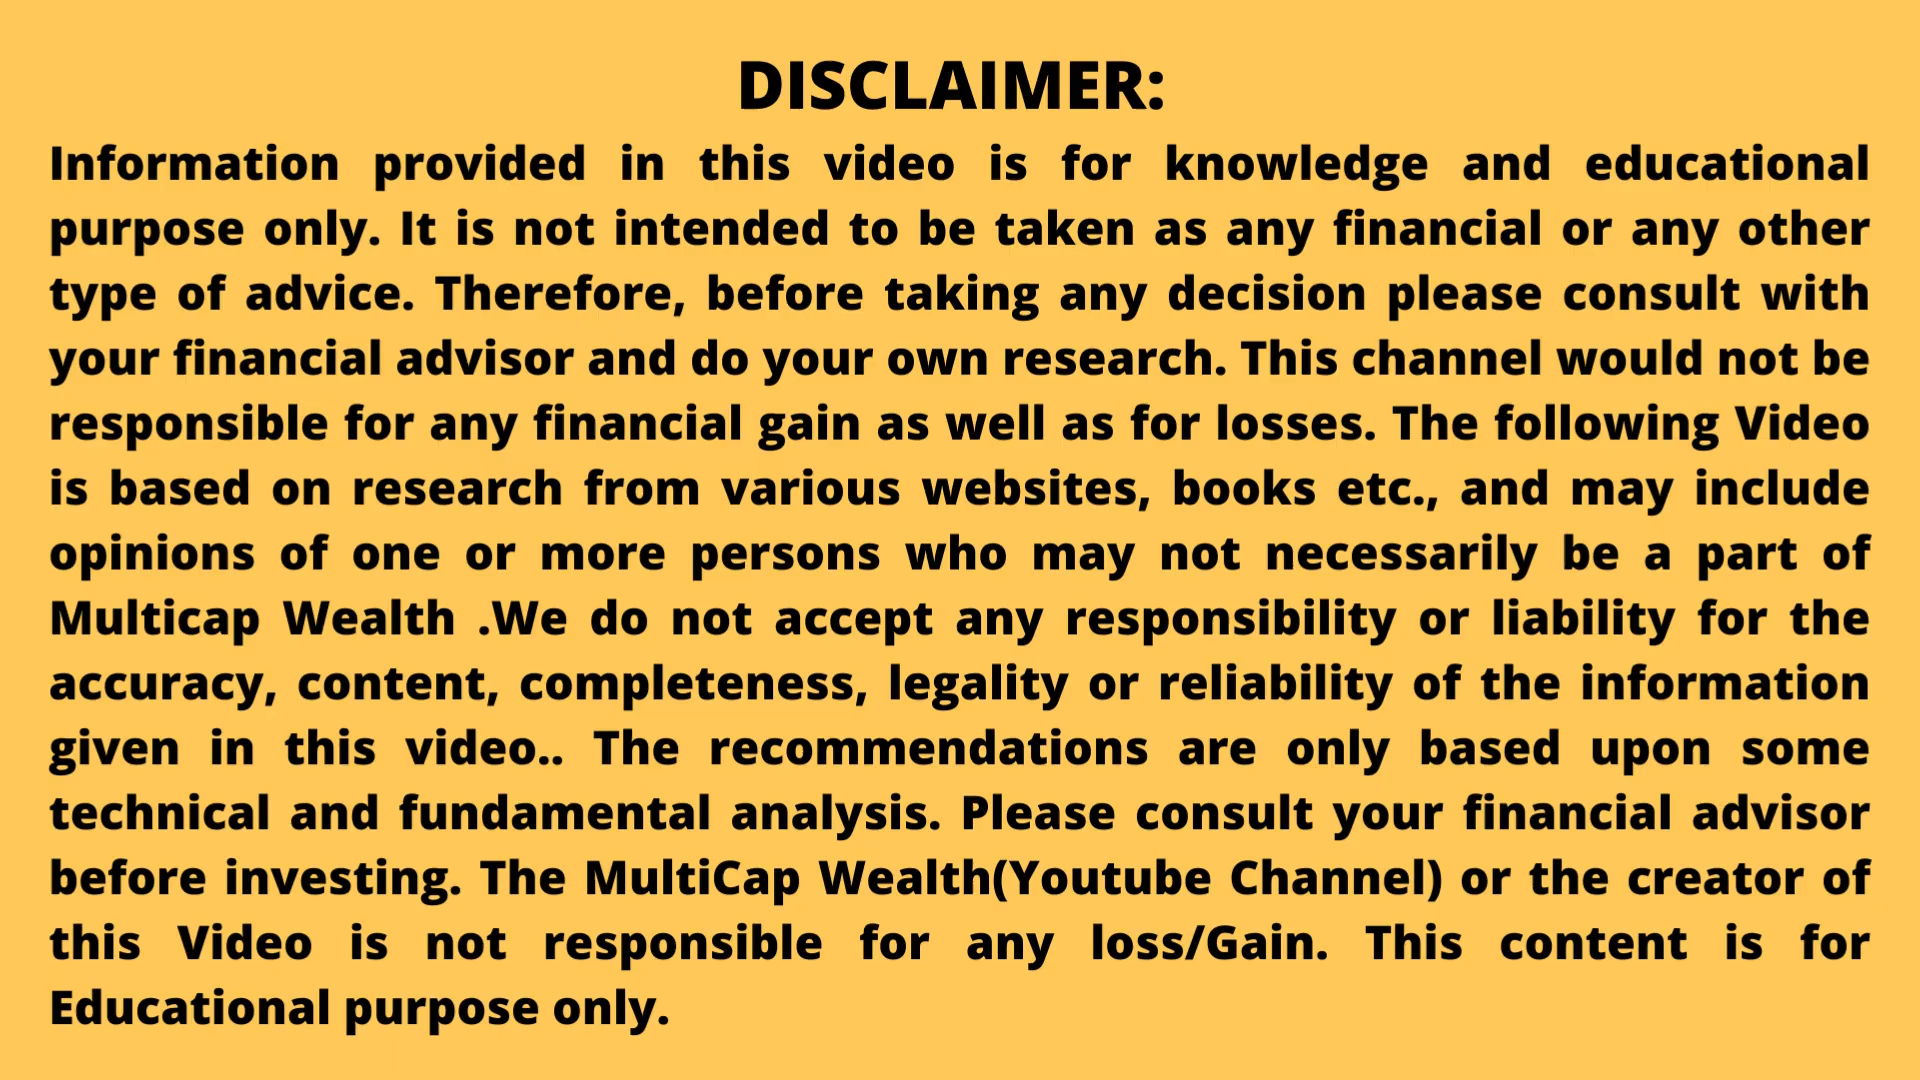 DISCLAIMER:
Information provided in this video is for knowledge and educational
purpose only. It is not intended to be taken as any financial or any other
type of advice. Therefore, before taking any decision please consult with
your financial advisor and do your own research. This channel would not be
responsible for any financial gain as well as for losses. The following Video
is based on research from various websites, books etc., and may include
opinions of one or more persons who may not necessarily be a part of
Multicap Wealth .We do not accept any responsibility or liability for the
accuracy, content, completeness, legality or reliability of the information
given in this video.. The recommendations are only based upon some
technical and fundamental analysis. Please consult your financial advisor
before investing. The MultiCap Wealth(Youtube Channel) or the creator of
this Video is not responsible for any loss/Gain. This content is for
Educational purpose only.